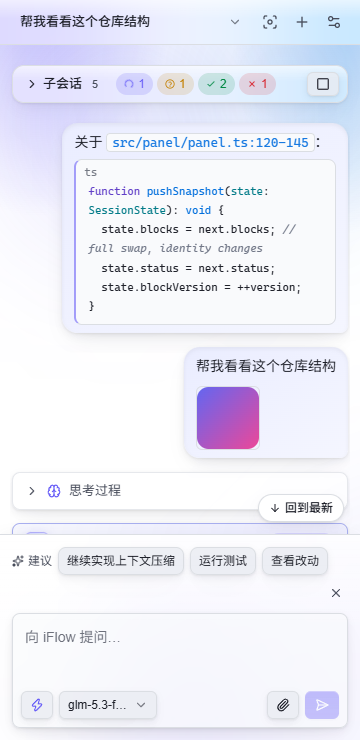 帮我看看这个仓库结构
子会话 5 1 1 2 1
关于 src/panel/panel.ts:120-145：
ts
function pushSnapshot(state:
SessionState): void {
state.blocks = next.blocks; //
full swap, identity changes
state.status = next.status;
state.blockVersion = ++version;
}
帮我看看这个仓库结构
思考过程
回到最新
建议 继续实现上下文压缩 运行测试 查看改动
向 iFlow 提问…
glm-5.3-f…